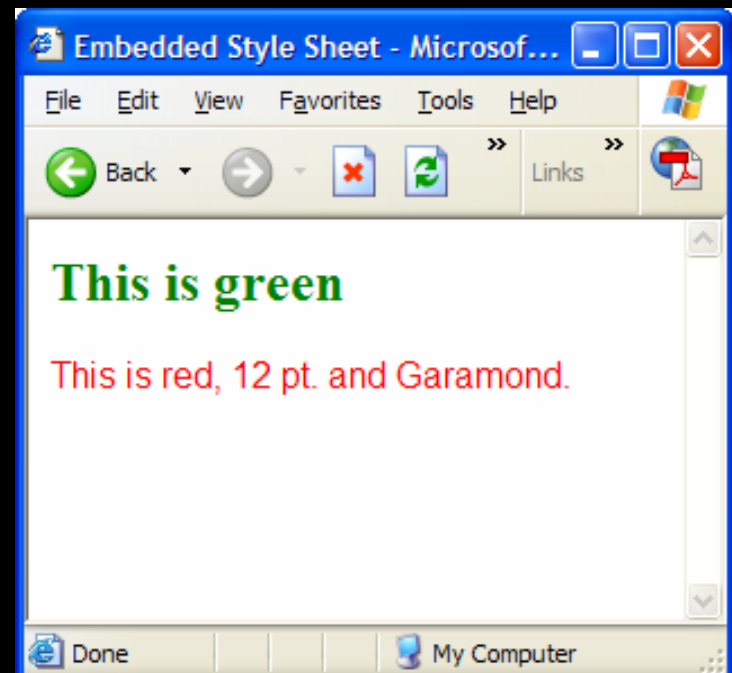 Embedded Style Sheet - Microsof...
File Edit View Favorites Tools Help
Back » Links »
This is green
This is red, 12 pt. and Garamond.
Done My Computer